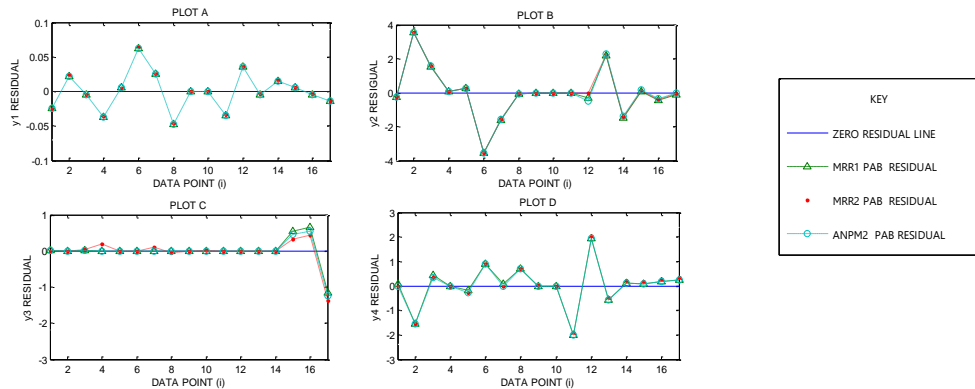 PLOT A
0.1
0.05
0
-0.05
-0.1
y1 RESIDUAL
2 4 6 8 10 12 14 16
DATA POINT (i)
PLOT B
4
2
0
-2
-4
y2 RESIGUAL
2 4 6 8 10 12 14 16
DATA POINT (i)
PLOT C
1
0
-1
-2
-3
y3 RESIDUAL
2 4 6 8 10 12 14 16
DATA POINT (i)
PLOT D
3
2
1
0
-1
-2
-3
y4 RESIDUAL
2 4 6 8 10 12 14 16
DATA POINT (i)
KEY
ZERO RESIDUAL LINE
MRR1 PAB RESIDUAL
MRR2 PAB RESIDUAL
ANPM2 PAB RESIDUAL